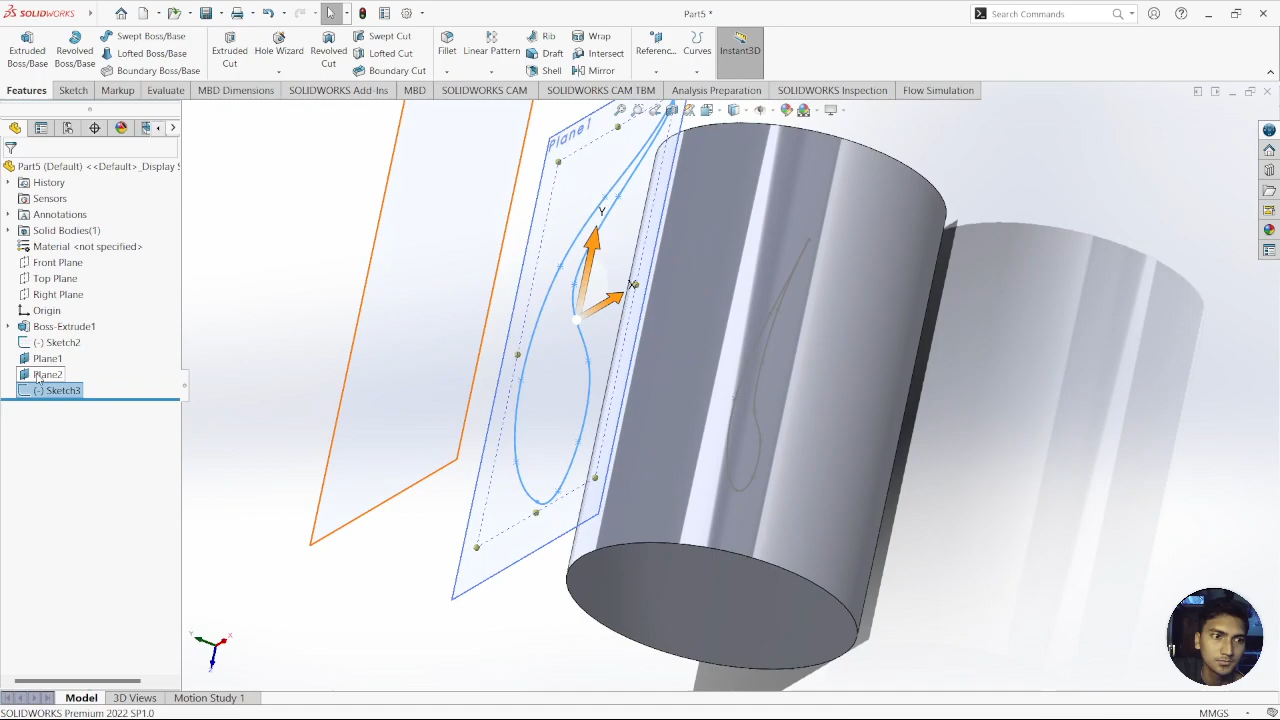 SOLIDWORKS
Part5 *
Search Commands
Extruded Boss/Base
Revolved Boss/Base
Swept Boss/Base
Lofted Boss/Base
Boundary Boss/Base
Extruded Cut
Hole Wizard
Revolved Cut
Swept Cut
Lofted Cut
Boundary Cut
Fillet
Linear Pattern
Rib
Draft
Shell
Wrap
Intersect
Mirror
Referenc...
Curves
Instant3D
Features
Sketch
Markup
Evaluate
MBD Dimensions
SOLIDWORKS Add-Ins
MBD
SOLIDWORKS CAM
SOLIDWORKS CAM TBM
Analysis Preparation
SOLIDWORKS Inspection
Flow Simulation
Part5 (Default) <<Default>_Display S
History
Sensors
Annotations
Solid Bodies(1)
Material <not specified>
Front Plane
Top Plane
Right Plane
Origin
Boss-Extrude1
(-) Sketch2
Plane1
Plane2
(-) Sketch3
Plane1
Y
X
Y
X
Z
Model
3D Views
Motion Study 1
SOLIDWORKS Premium 2022 SP1.0
MMGS